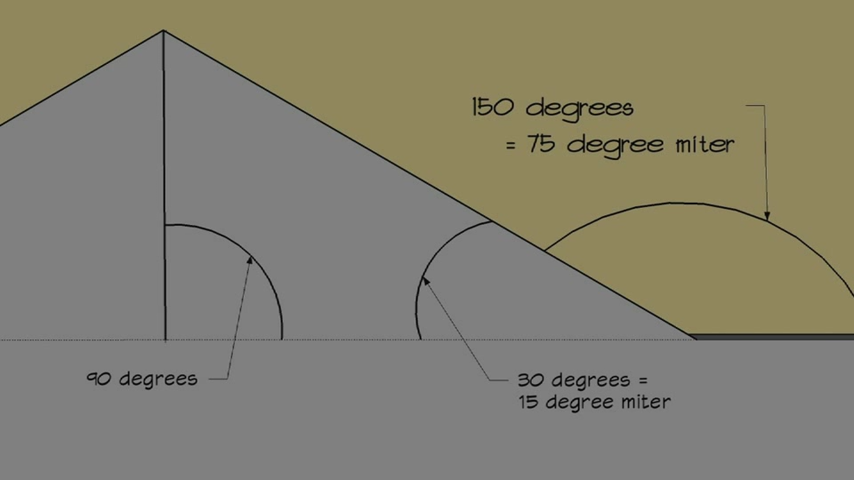 150 degrees
= 75 degree miter
90 degrees
30 degrees =
15 degree miter